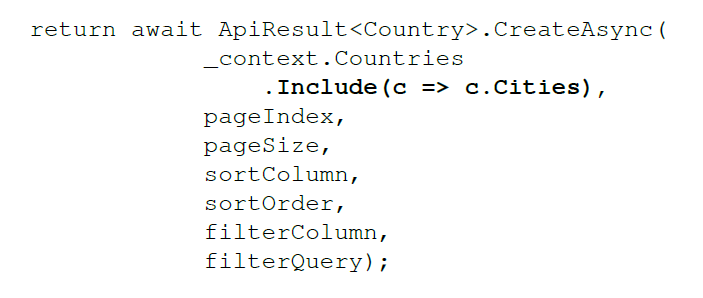 return await ApiResult<Country>.CreateAsync(
_context.Countries
.Include(c => c.Cities),
pageIndex,
pageSize,
sortColumn,
sortOrder,
filterColumn,
filterQuery);